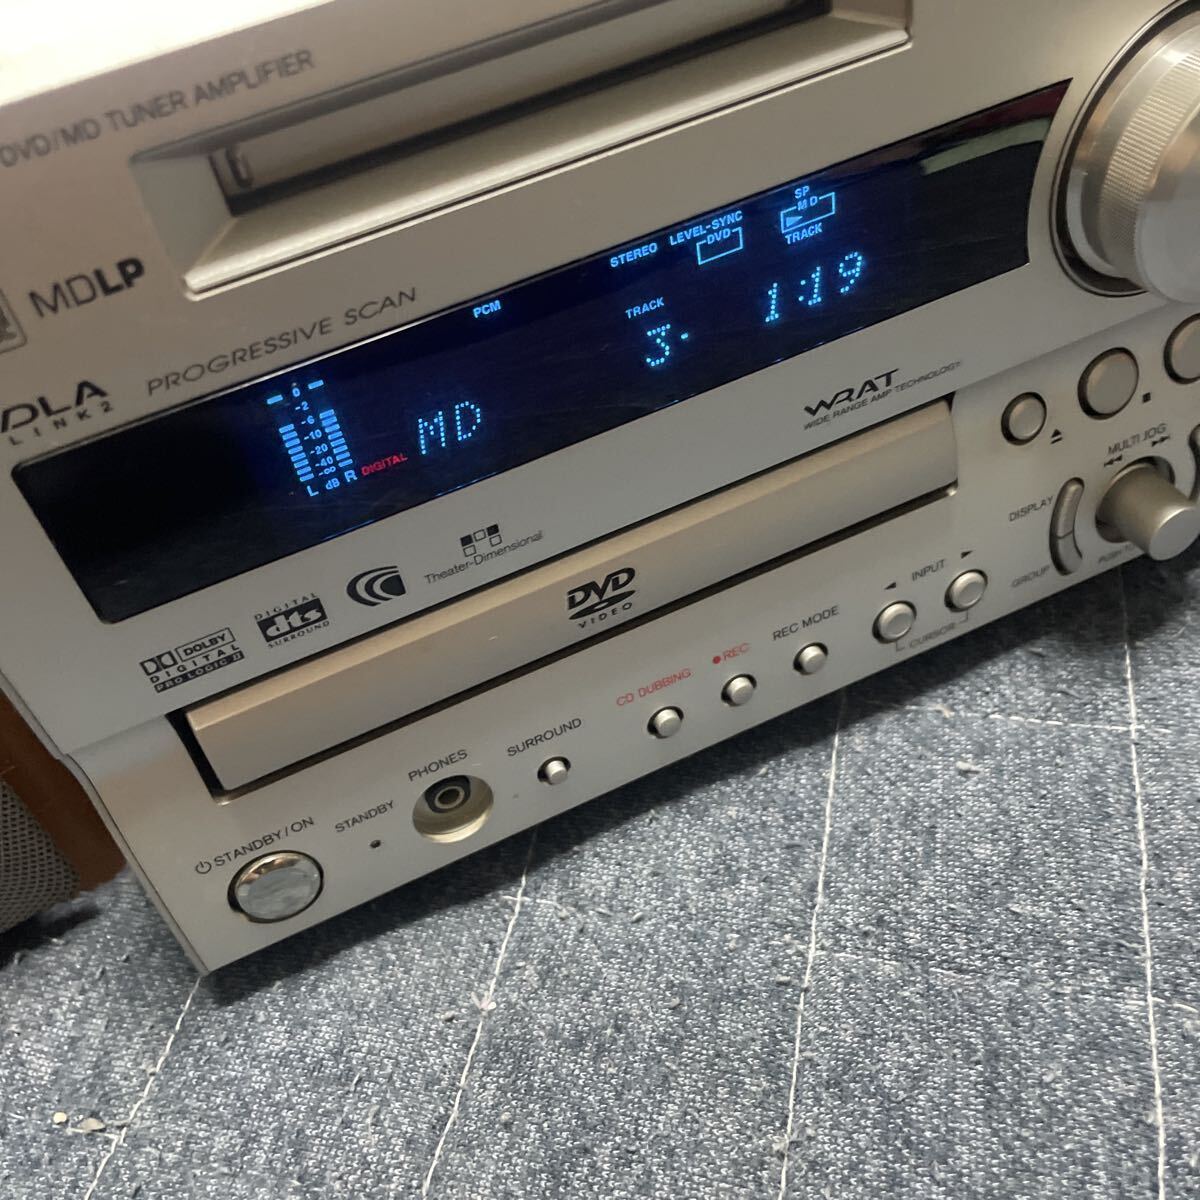 DVD/MD TUNER AMPLIFIER
MDLP
PROGRESSIVE SCAN
LINK 2
PCM
STEREO
LEVEL-SYNC
DVD
SP
MD
TRACK
TRACK
3
1:19
0
-2
-6
-10
-20
-40
-∞
L dB R
DIGITAL
MD
WRAT
WIDE RANGE AMP TECHNOLOGY
Theater-Dimensional
DIGITAL
dts
SURROUND
DOLBY
DIGITAL
PRO LOGIC II
DVD
VIDEO
MULTI JOG
DISPLAY
GROUP
INPUT
CURSOR
REC MODE
●REC
CD DUBBING
SURROUND
PHONES
STANDBY
STANDBY/ON